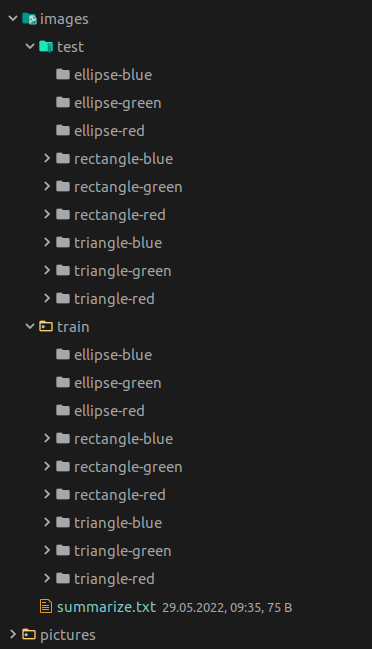 images
test
ellipse-blue
ellipse-green
ellipse-red
rectangle-blue
rectangle-green
rectangle-red
triangle-blue
triangle-green
triangle-red
train
ellipse-blue
ellipse-green
ellipse-red
rectangle-blue
rectangle-green
rectangle-red
triangle-blue
triangle-green
triangle-red
summarize.txt 29.05.2022, 09:35, 75 B
pictures